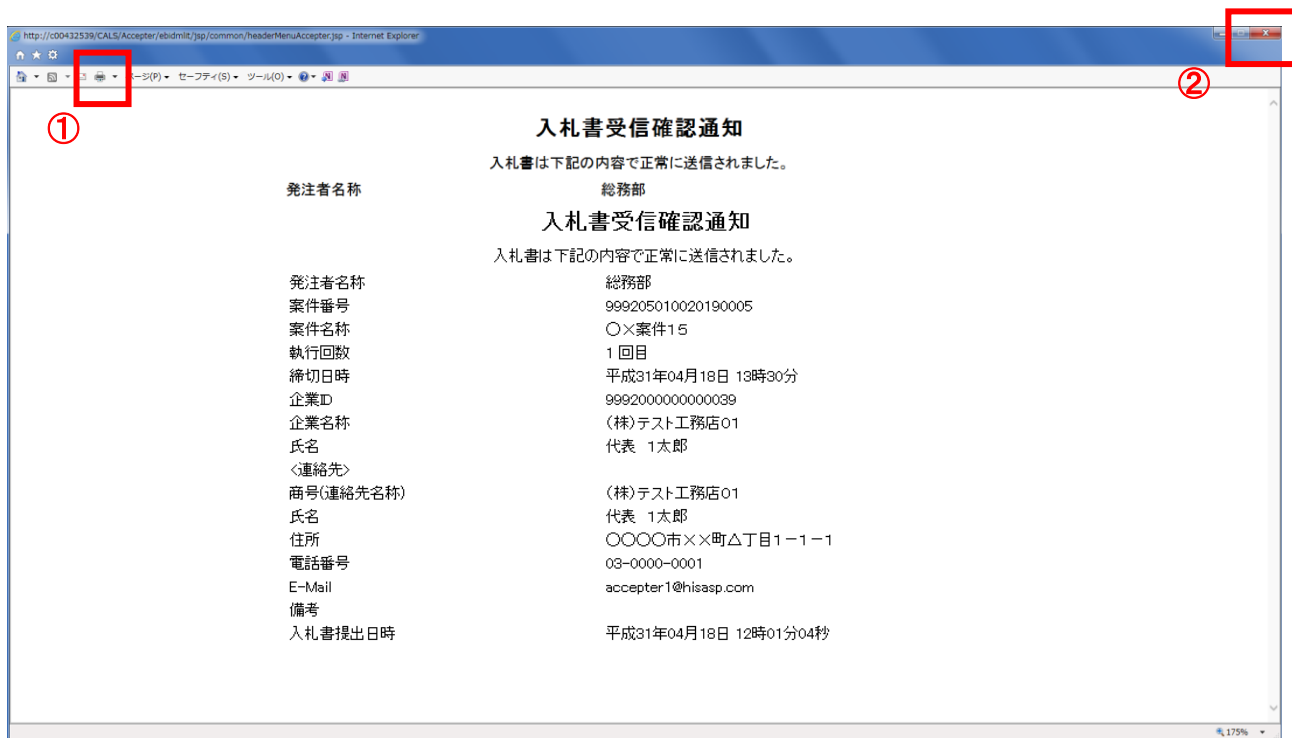 http://c00432539/CALS/Accepter/ebidmlit/jsp/common/headerMenuAccepter.jsp - Internet Explorer
ページ(P) セーフティ(S) ツール(O)
①
②
入札書受信確認通知
入札書は下記の内容で正常に送信されました。
発注者名称 総務部
入札書受信確認通知
入札書は下記の内容で正常に送信されました。
発注者名称 総務部
案件番号 999205010020190005
案件名称 〇×案件15
執行回数 1回目
締切日時 平成31年04月18日 13時30分
企業ID 9992000000000039
企業名称 (株)テスト工務店01
氏名 代表 1太郎
<連絡先>
商号(連絡先名称) (株)テスト工務店01
氏名 代表 1太郎
住所 〇〇〇〇市××町△丁目1-1-1
電話番号 03-0000-0001
E-Mail accepter1@hisasp.com
備考
入札書提出日時 平成31年04月18日 12時01分04秒
175%